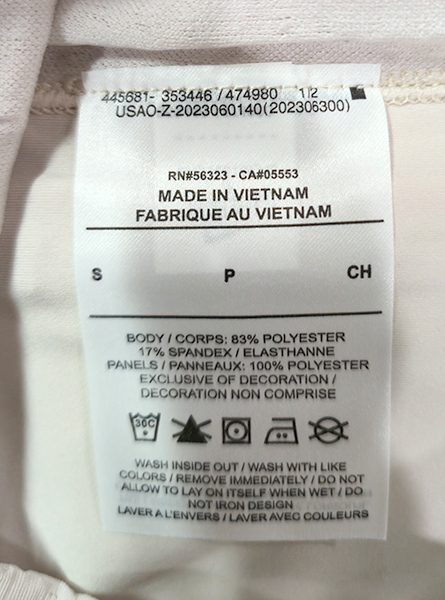 445681- 353446 / 474980 1/2
USAO-Z-2023060140(202306300)
RN#56323 - CA#05553
MADE IN VIETNAM
FABRIQUE AU VIETNAM
S P CH
BODY / CORPS: 83% POLYESTER
17% SPANDEX / ELASTHANNE
PANELS / PANNEAUX: 100% POLYESTER
EXCLUSIVE OF DECORATION /
DECORATION NON COMPRISE
30C
WASH INSIDE OUT / WASH WITH LIKE
COLORS / REMOVE IMMEDIATELY / DO NOT
ALLOW TO LAY ON ITSELF WHEN WET / DO
NOT IRON DESIGN
LAVER A L'ENVERS / LAVER AVEC COULEURS